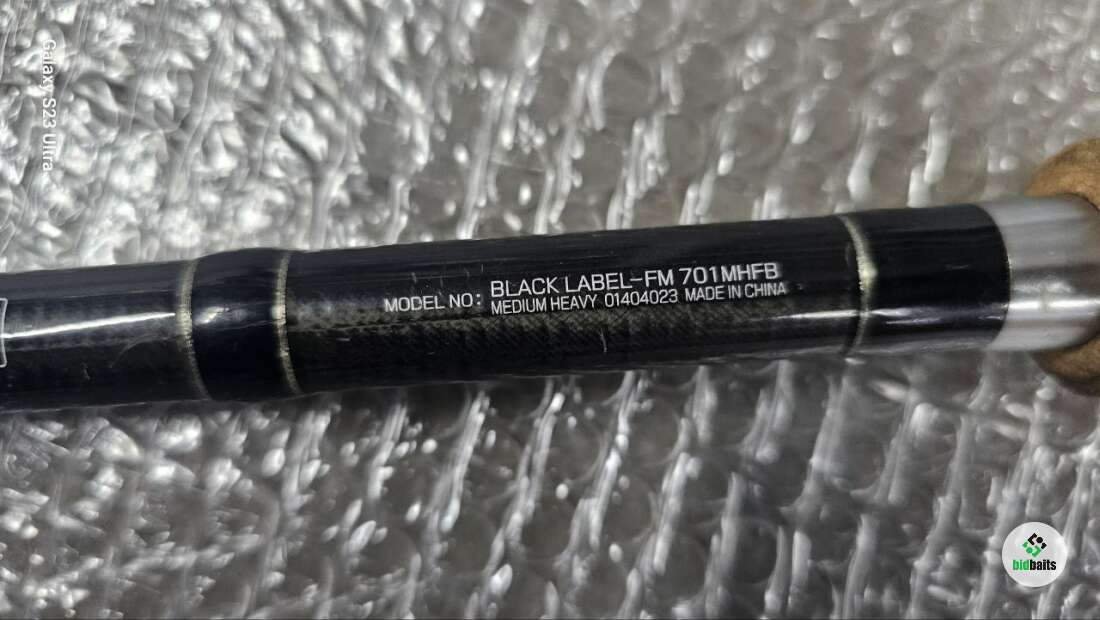 Galaxy S23 Ultra
MODEL NO: BLACK LABEL-FM 701MHFB
MEDIUM HEAVY 01404023 MADE IN CHINA
bidbaits